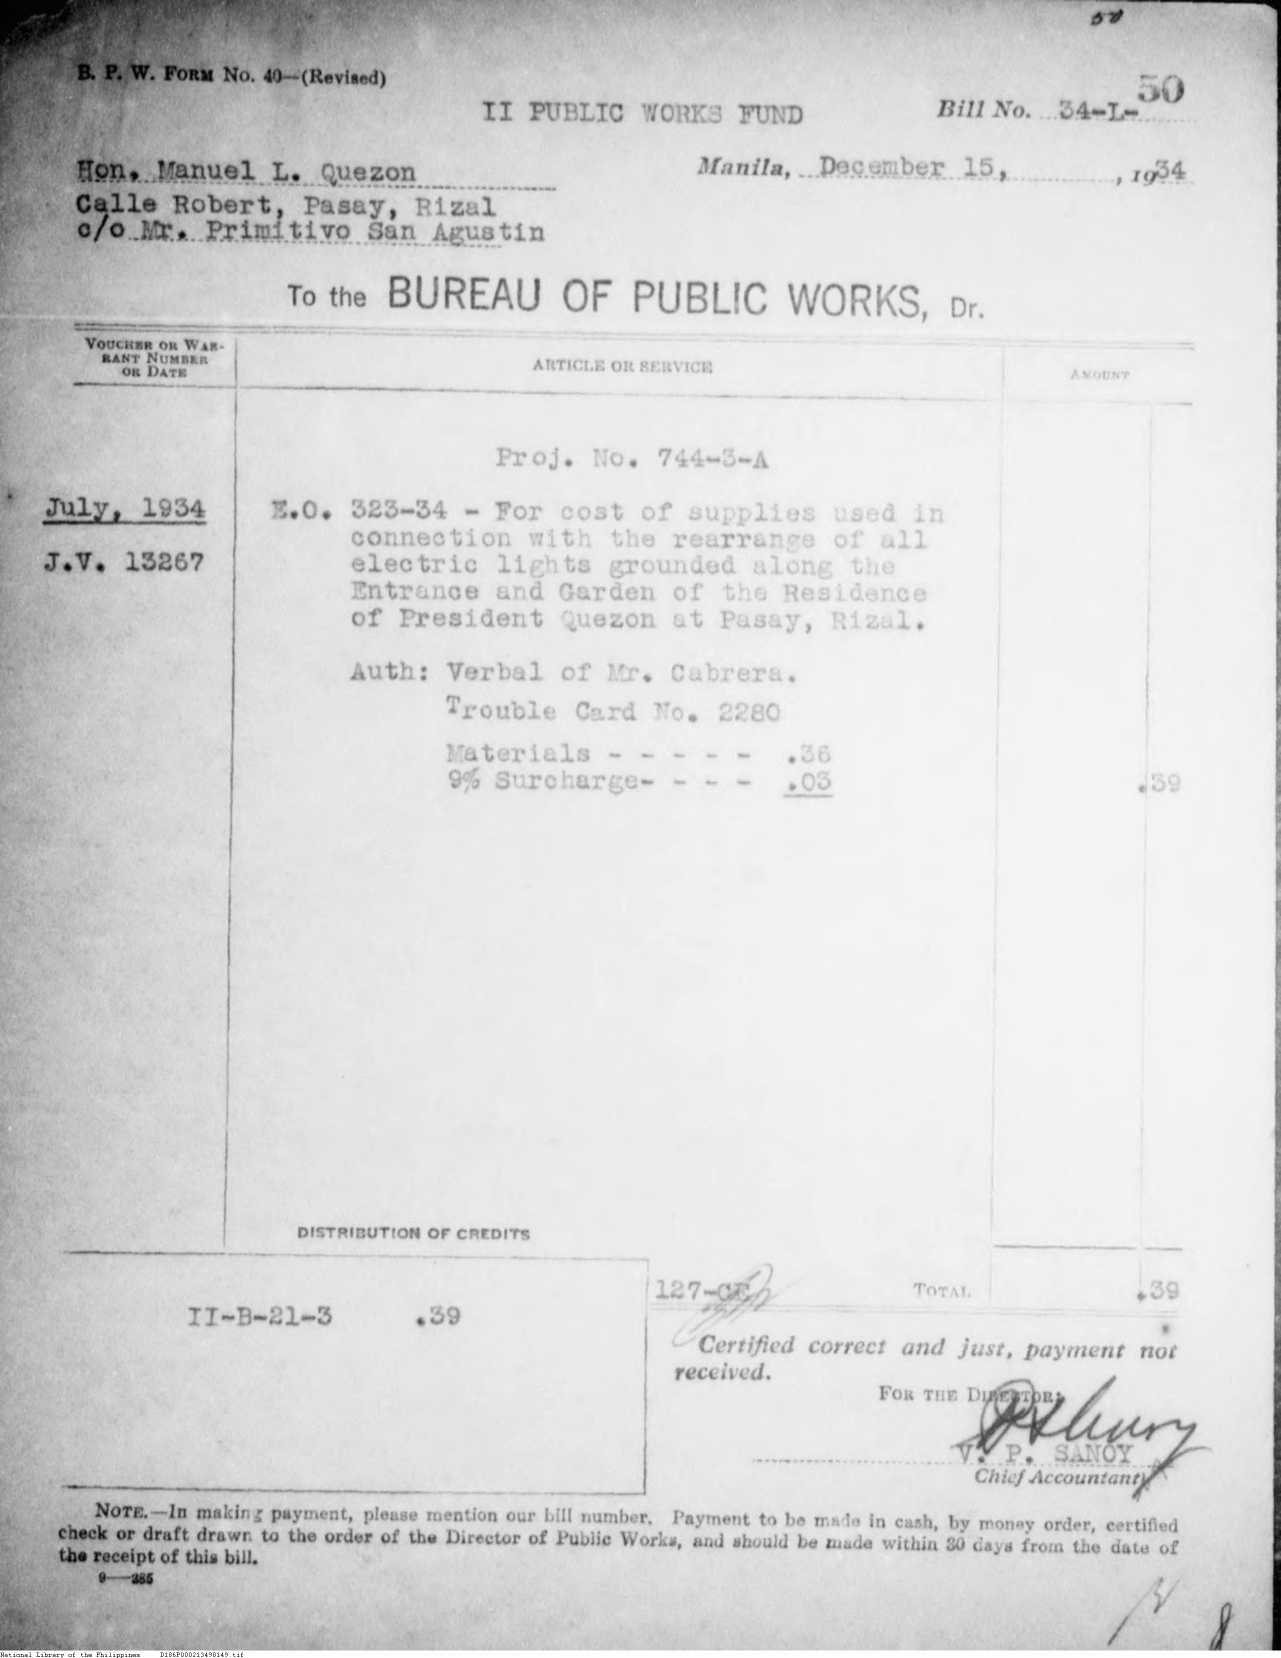 50
B. P. W. FORM No. 40—(Revised)
II PUBLIC WORKS FUND
Bill No. 34-L-50
Hon. Manuel L. Quezon
Manila, December 15, , 1934
Calle Robert, Pasay, Rizal
c/o Mr. Primitivo San Agustin
To the BUREAU OF PUBLIC WORKS, Dr.
VOUCHER OR WAR-
RANT NUMBER
OR DATE
ARTICLE OR SERVICE
AMOUNT
Proj. No. 744-3-A
July, 1934
E.O. 323-34 - For cost of supplies used in
connection with the rearrange of all
J.V. 13267
electric lights grounded along the
Entrance and Garden of the Residence
of President Quezon at Pasay, Rizal.
Auth: Verbal of Mr. Cabrera.
Trouble Card No. 2280
Materials - - - - - .36
9% Surcharge- - - - .03 .39
DISTRIBUTION OF CREDITS
127-CE TOTAL .39
II-B-21-3 .39
Certified correct and just, payment not
received.
FOR THE DIRECTOR:
V. P. SANOY
Chief Accountant
NOTE.—In making payment, please mention our bill number. Payment to be made in cash, by money order, certified
check or draft drawn to the order of the Director of Public Works, and should be made within 30 days from the date of
the receipt of this bill.
9——385
8
National Library of the Philippines D186P000213498149.tif